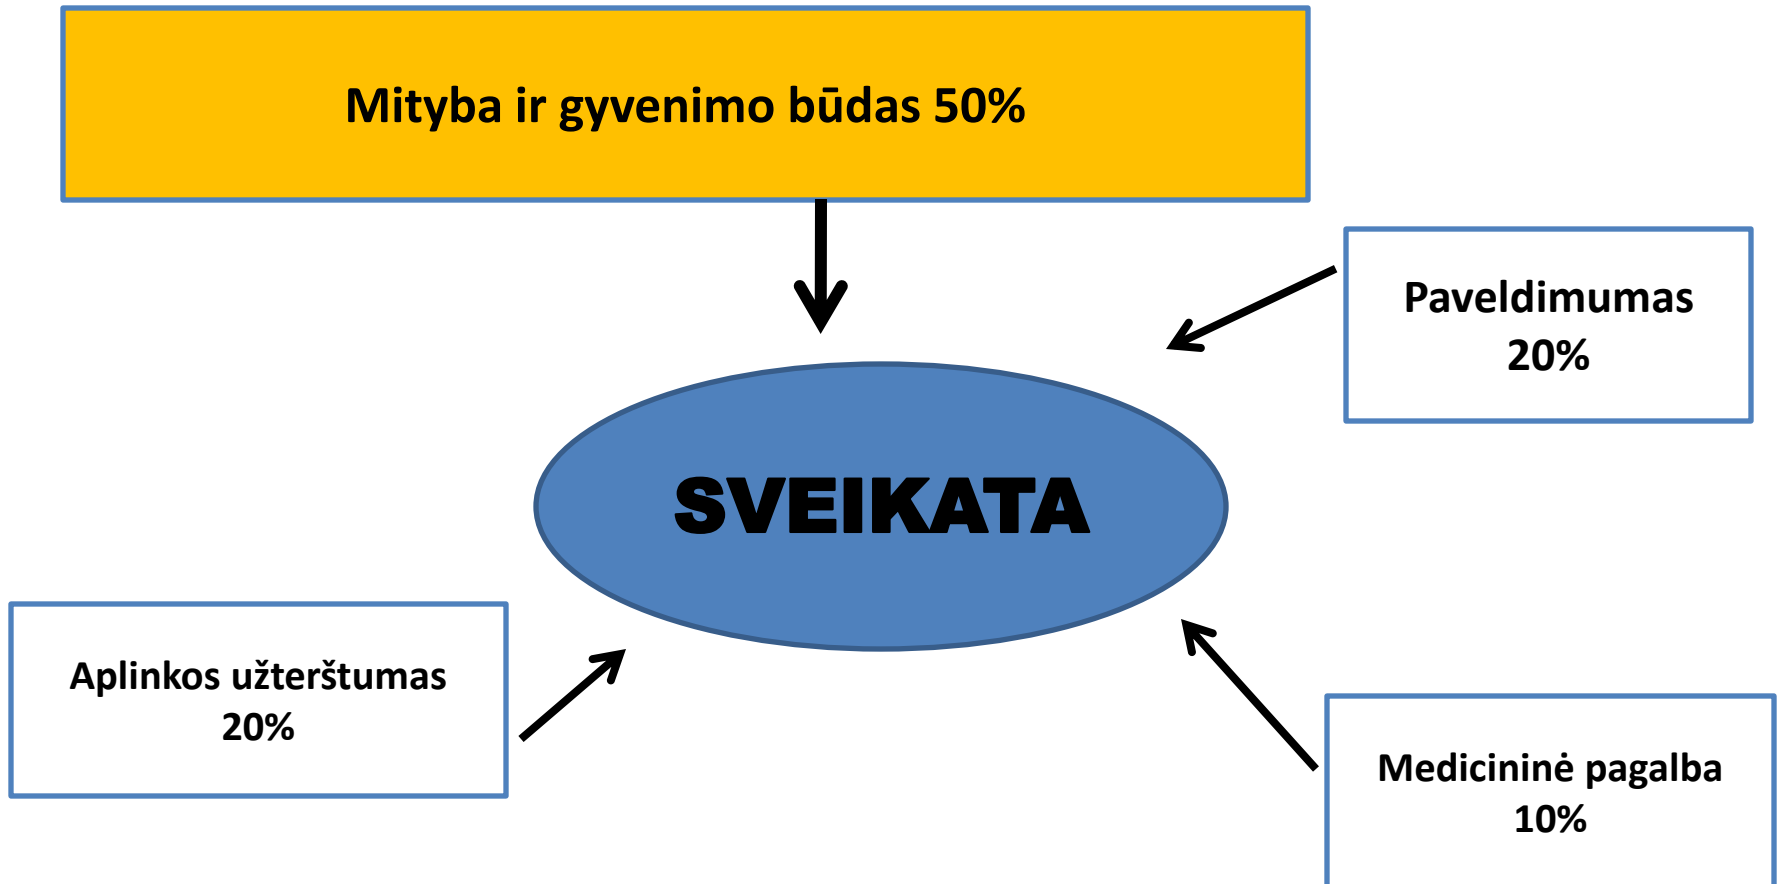 Mityba ir gyvenimo būdas 50%
Paveldimumas
20%
SVEIKATA
Aplinkos užterštumas
20%
Medicininė pagalba
10%